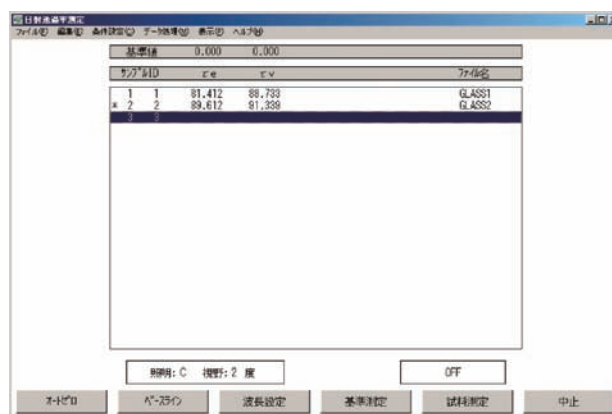 日射透過率測定
ファイル(F) 編集(E) 条件設定(C) データ処理(W) 表示(P) ヘルプ(H)
基準値 0.000 0.000
サンプルID τe τv ファイル名
1 1 81.412 88.733 GLASS1
* 2 2 89.612 91.339 GLASS2
3 3
照明: C 視野: 2 度 OFF
オートゼロ ベースライン 波長設定 基準測定 試料測定 中止